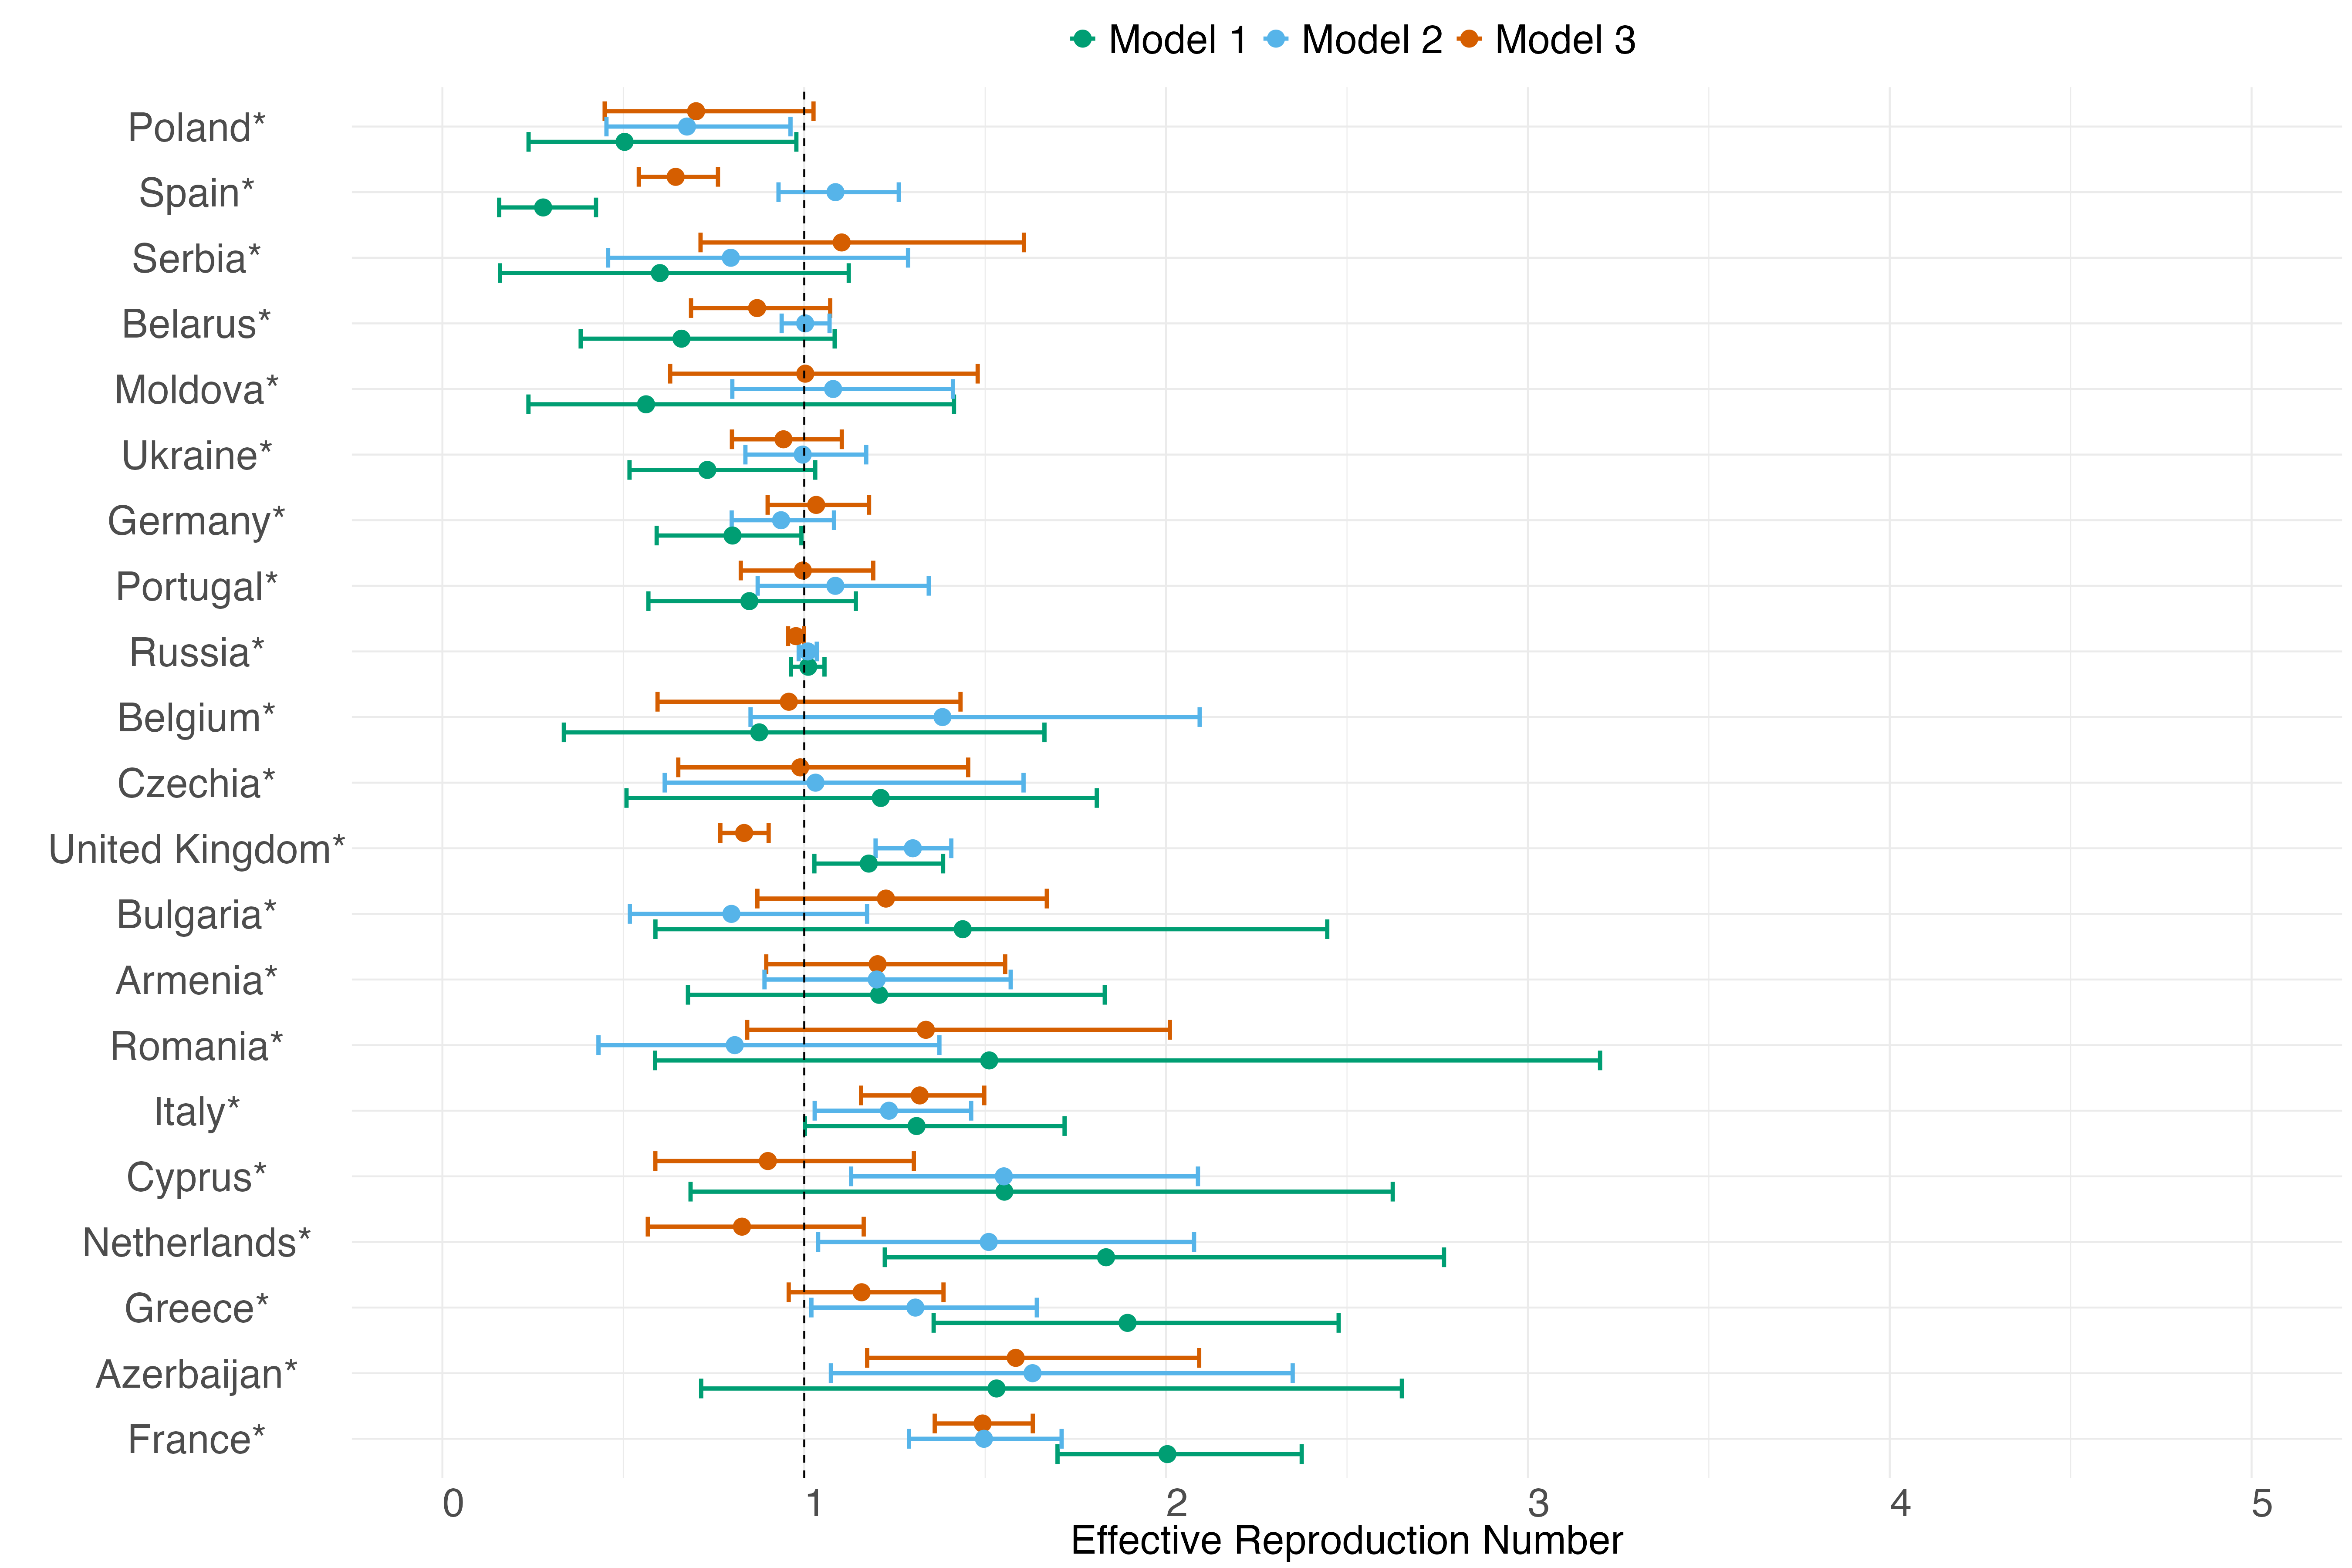 Model 1 Model 2 Model 3
Poland*
Spain*
Serbia*
Belarus*
Moldova*
Ukraine*
Germany*
Portugal*
Russia*
Belgium*
Czechia*
United Kingdom*
Bulgaria*
Armenia*
Romania*
Italy*
Cyprus*
Netherlands*
Greece*
Azerbaijan*
France*
0 1 2 3 4 5
Effective Reproduction Number